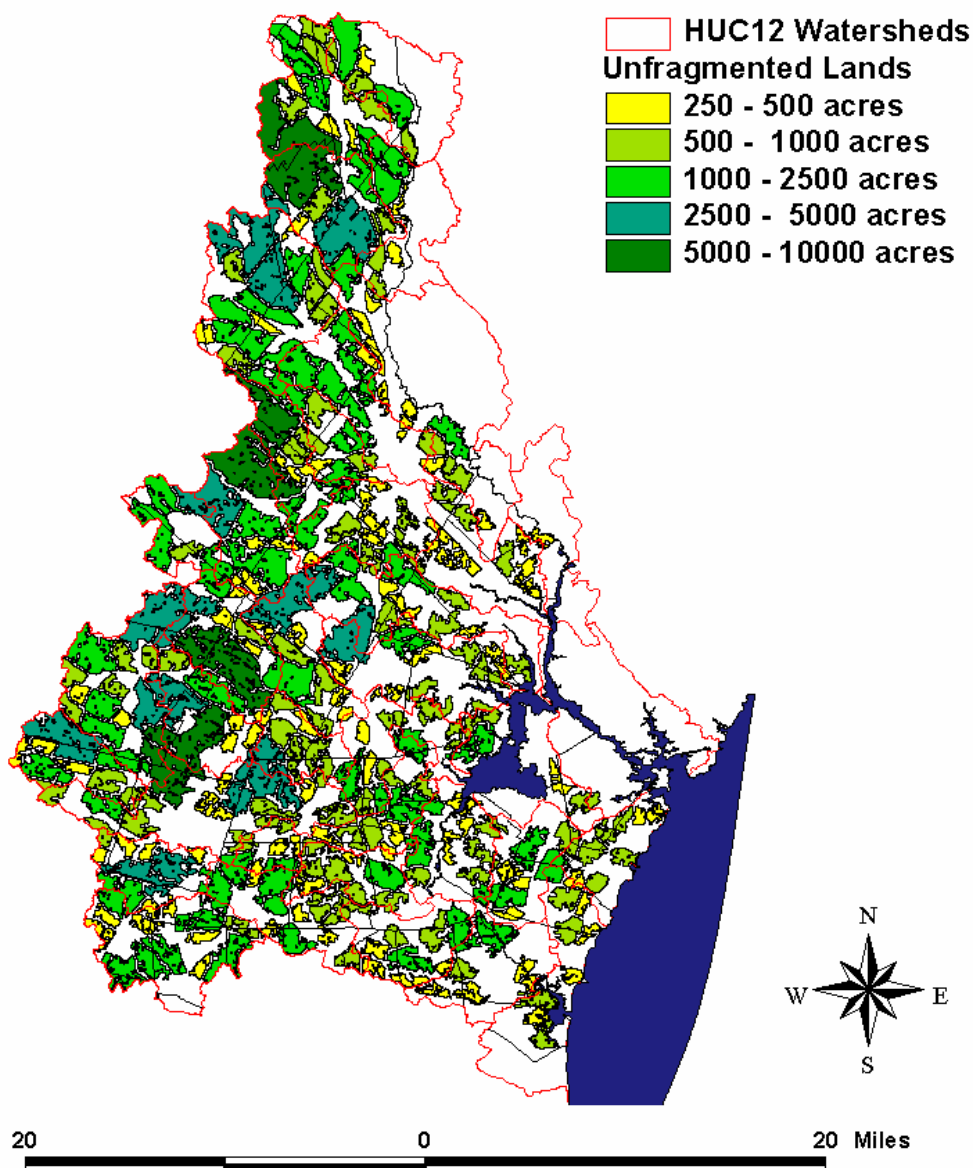 HUC12 Watersheds
Unfragmented Lands
250 - 500 acres
500 - 1000 acres
1000 - 2500 acres
2500 - 5000 acres
5000 - 10000 acres
N
W E
S
20 0 20 Miles